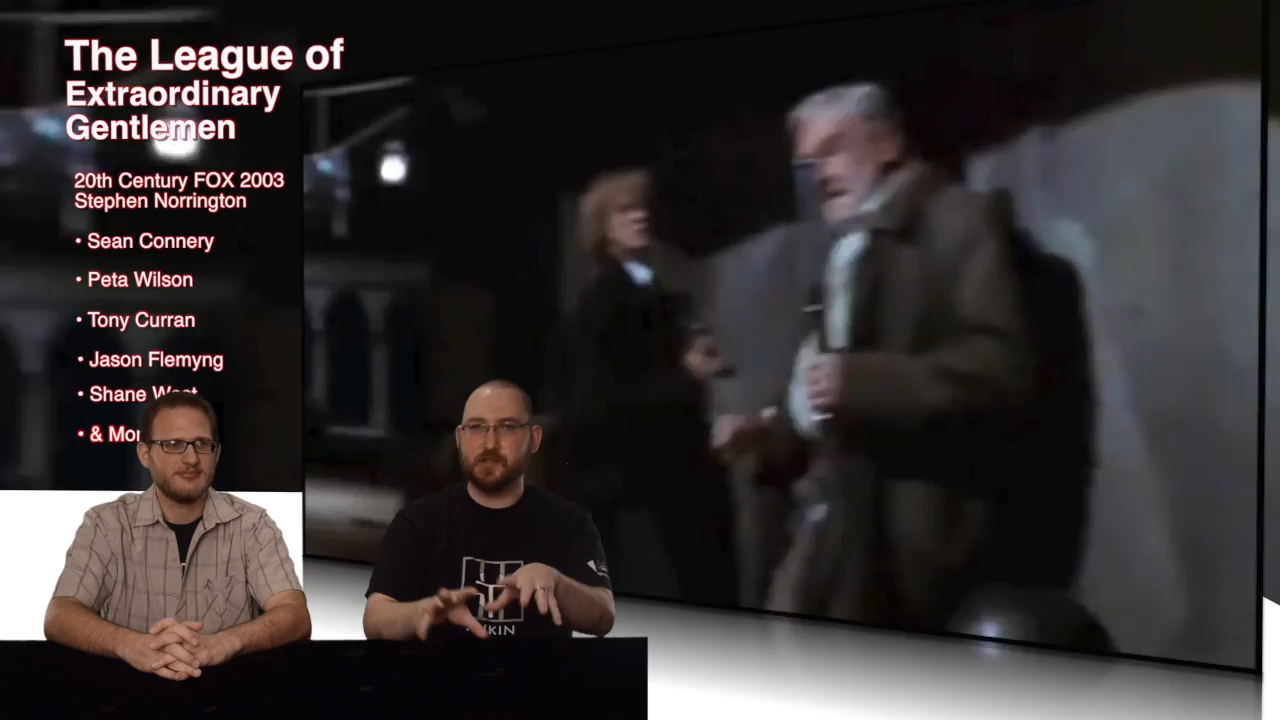 The League of
Extraordinary
Gentlemen
20th Century FOX 2003
Stephen Norrington
• Sean Connery
• Peta Wilson
• Tony Curran
• Jason Flemyng
• Shane West
• &